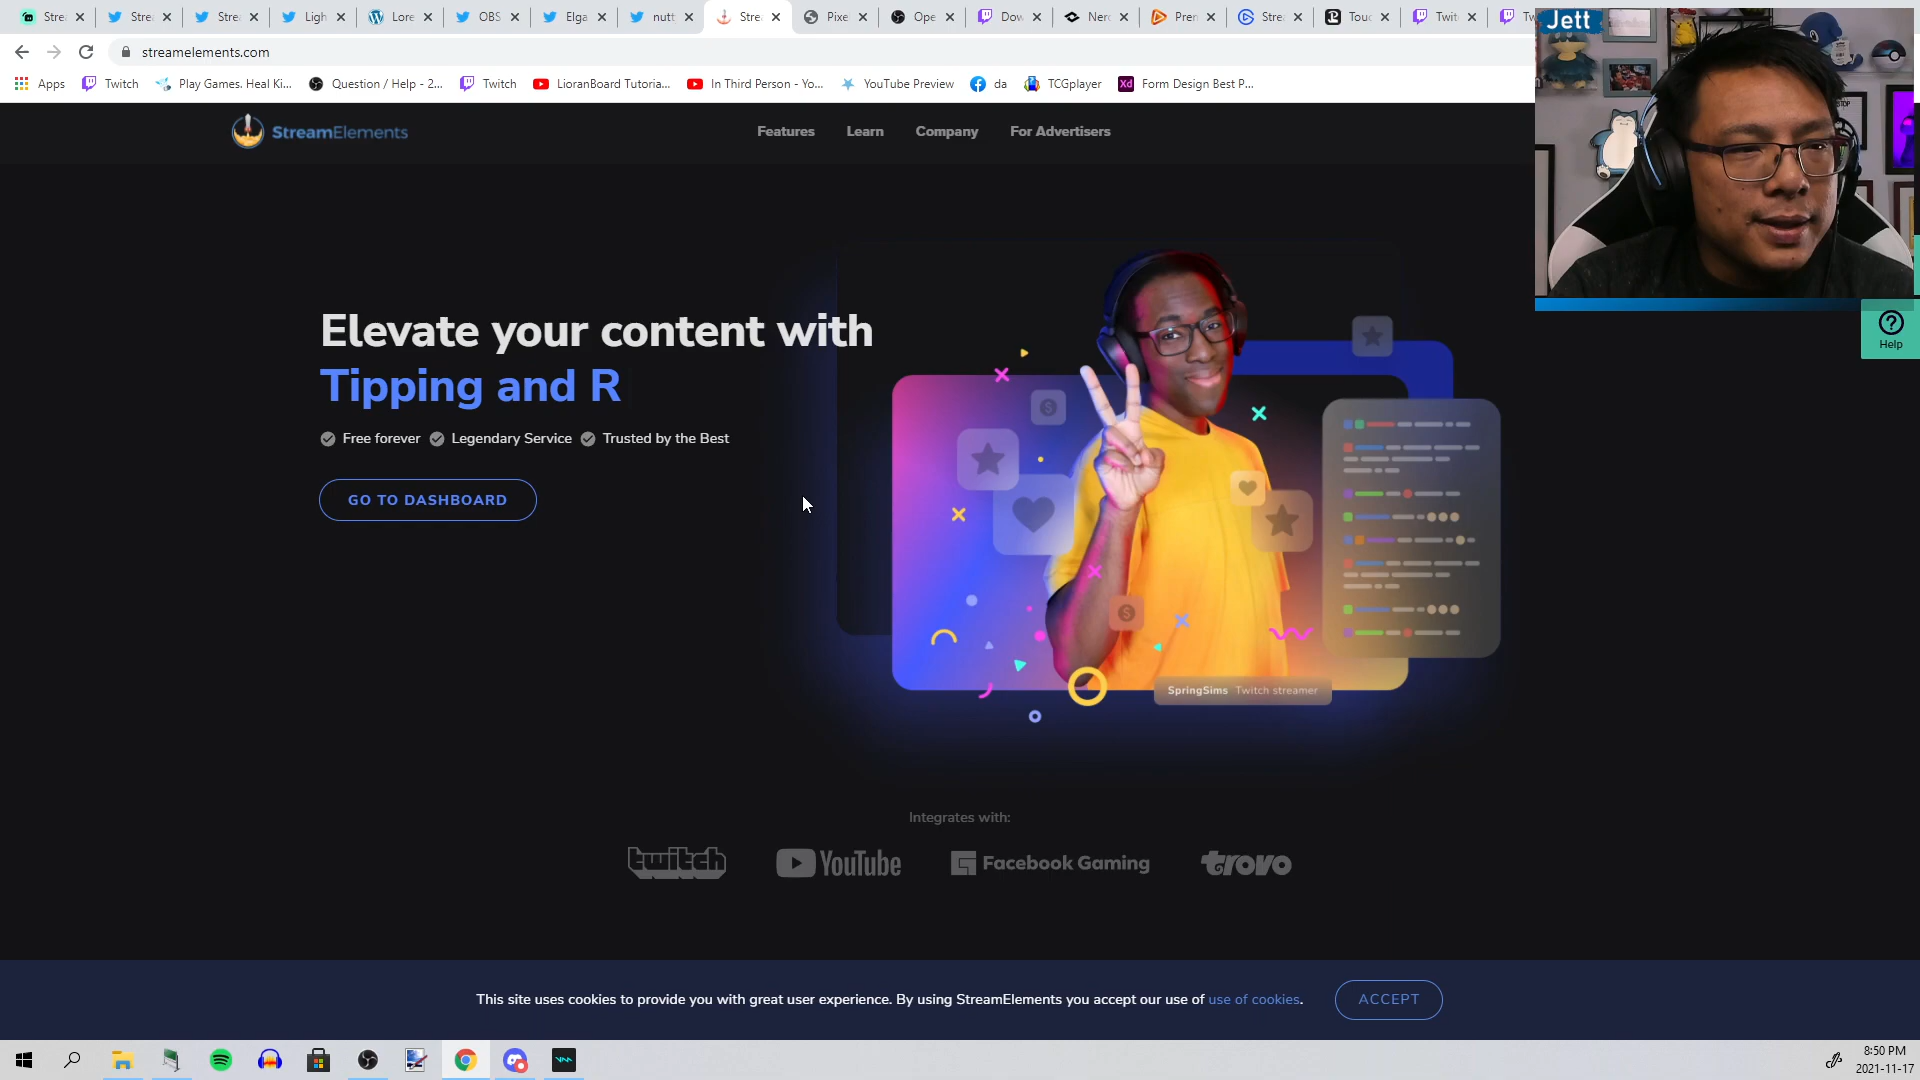 Stre
Stre
Stre
Ligh
Lore
OBS
Elga
nutt
Stre
Pixe
Ope
Dov
Nerd
Pren
Stre
Touc
Twit
Tw
streamelements.com
Apps
Twitch
Play Games. Heal Ki...
Question / Help - 2...
Twitch
LioranBoard Tutoria...
In Third Person - Yo...
YouTube Preview
da
TCGplayer
Xd
Form Design Best P...
Jett
StreamElements
Features
Learn
Company
For Advertisers
Help
Elevate your content with
Tipping and R
Free forever
Legendary Service
Trusted by the Best
GO TO DASHBOARD
SpringSims Twitch streamer
Integrates with:
twitch
YouTube
Facebook Gaming
trovo
This site uses cookies to provide you with great user experience. By using StreamElements you accept our use of use of cookies.
ACCEPT
8:50 PM
2021-11-17